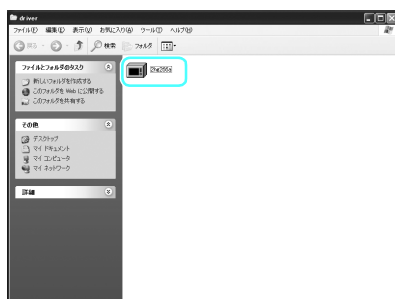 driver
ファイル(F) 編集(E) 表示(V) お気に入り(A) ツール(T) ヘルプ(H)
戻る 検索 フォルダ
ファイルとフォルダのタスク
新しいフォルダを作成する
このフォルダを Web に公開する
このフォルダを共有する
その他
デスクトップ
マイ ドキュメント
マイ コンピュータ
マイ ネットワーク
詳細